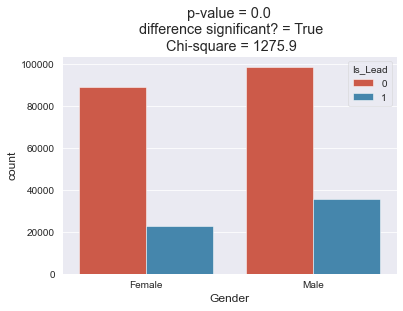 p-value = 0.0
difference significant? = True
Chi-square = 1275.9
Is_Lead
0
1
100000
80000
60000
40000
20000
0
count
Female
Male
Gender